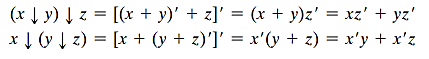 (x ↓ y) ↓ z = [(x + y)′ + z]′ = (x + y)z′ = xz′ + yz′
x ↓ (y ↓ z) = [x + (y + z)′]′ = x′(y + z) = x′y + x′z